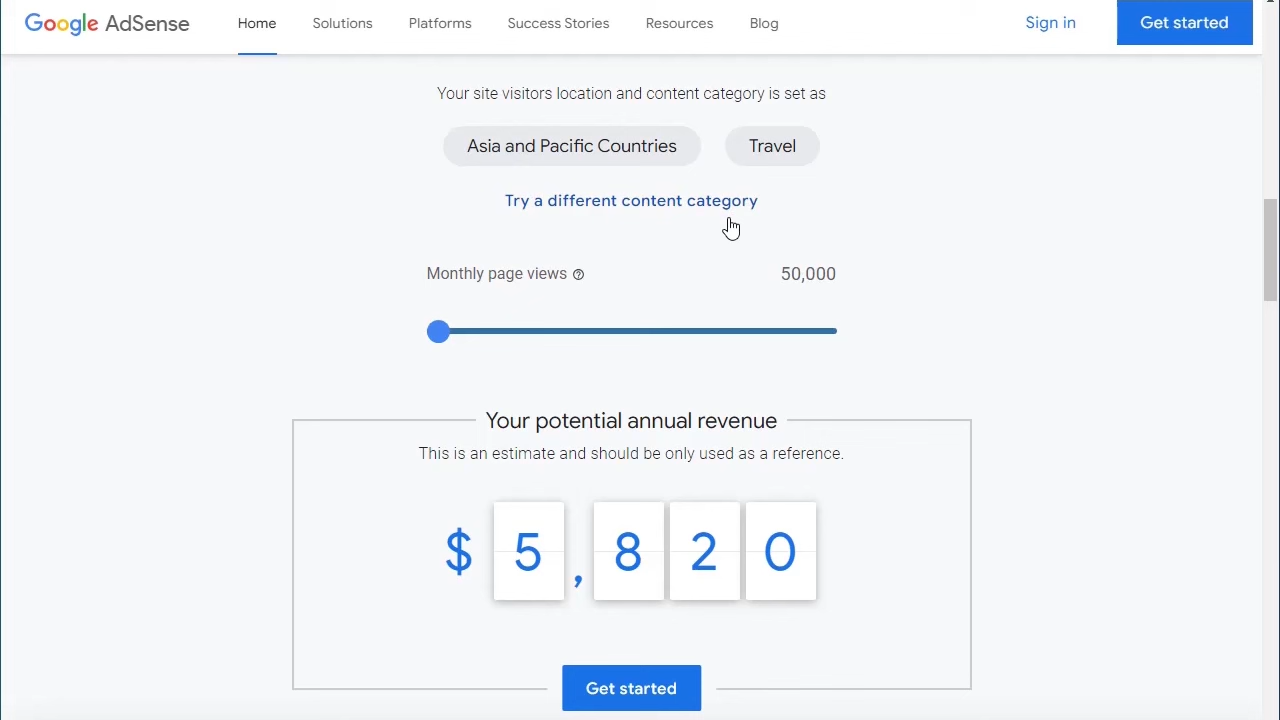 Google AdSense Home Solutions Platforms Success Stories Resources Blog Sign in Get started
Your site visitors location and content category is set as
Asia and Pacific Countries Travel
Try a different content category
Monthly page views 50,000
Your potential annual revenue
This is an estimate and should be only used as a reference.
$ 5,820
Get started